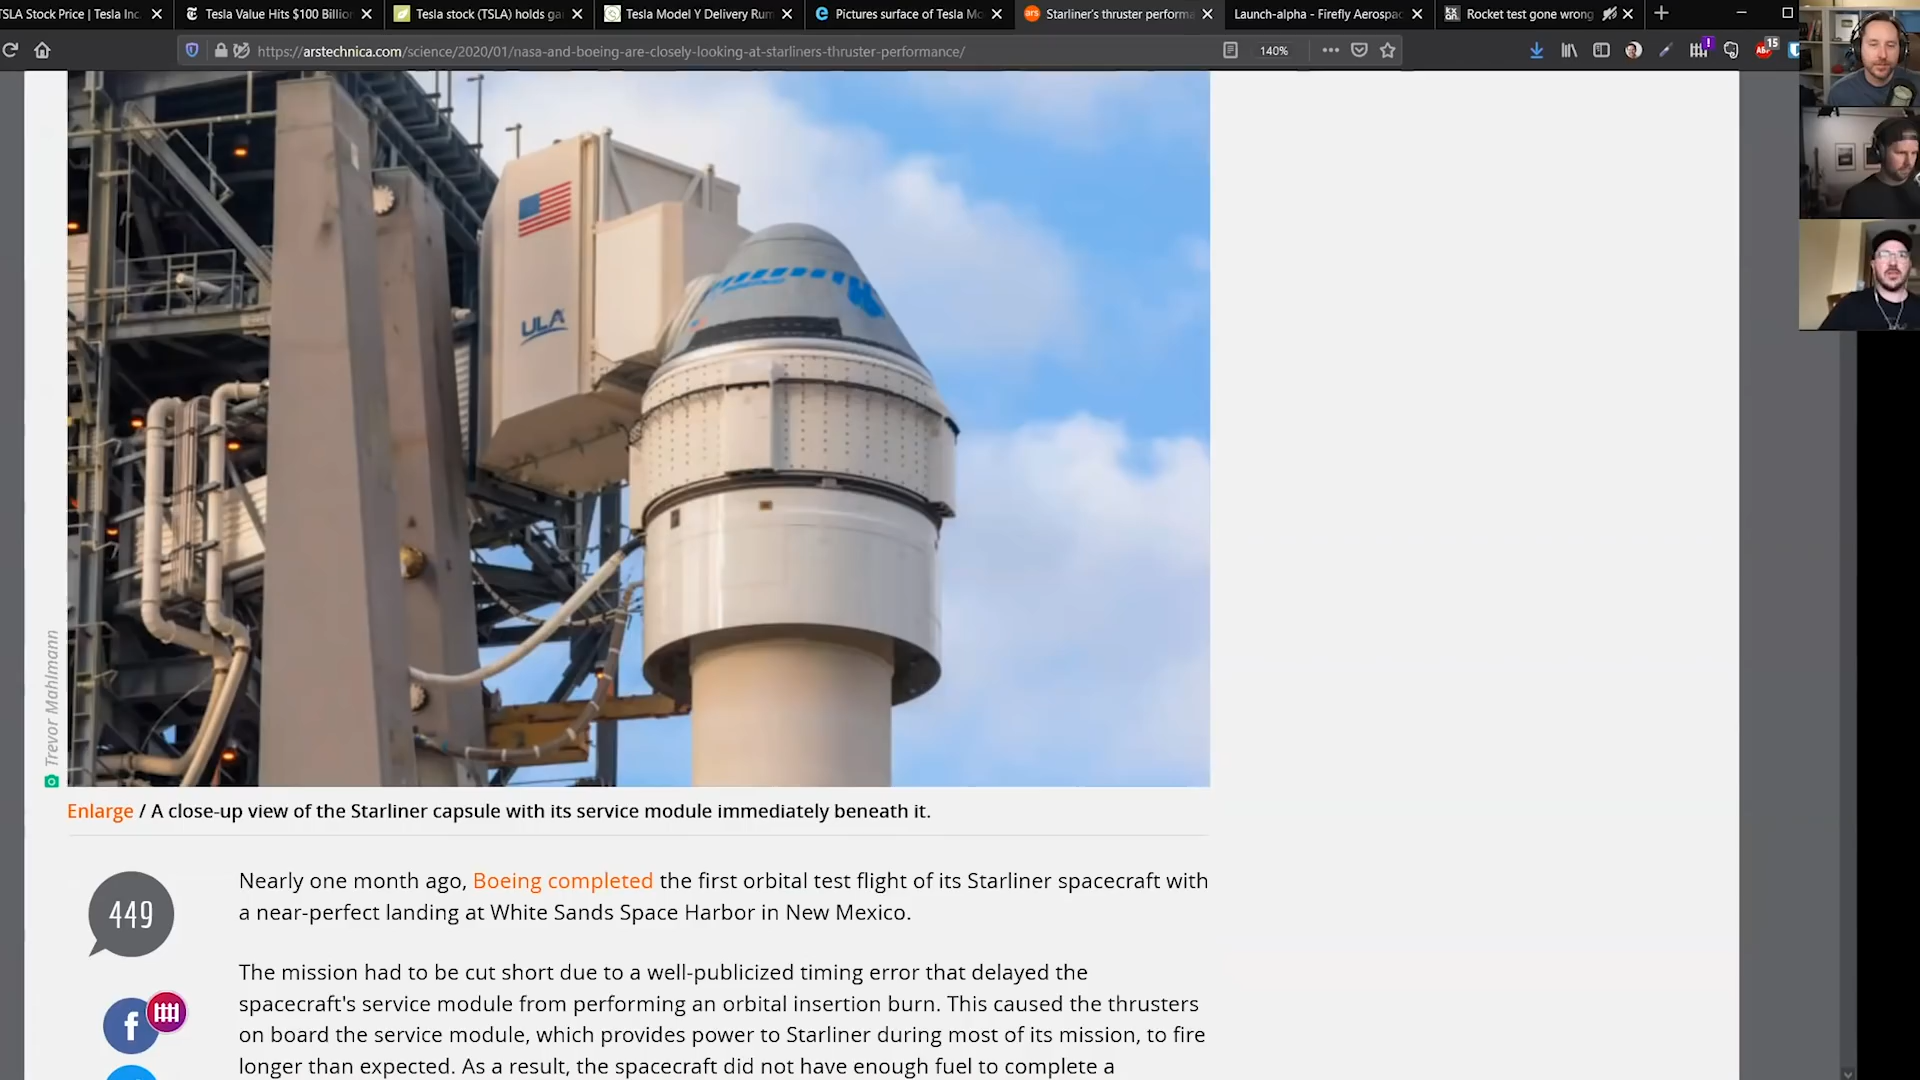 TSLA Stock Price | Tesla Inc.
Tesla Value Hits $100 Billion
Tesla stock (TSLA) holds ga
Tesla Model Y Delivery Rum
Pictures surface of Tesla Mo
Starliner's thruster performa
Launch-alpha - Firefly Aerospac
Rocket test gone wrong
https://arstechnica.com/science/2020/01/nasa-and-boeing-are-closely-looking-at-starliners-thruster-performance/
140%
15
ULA
Trevor Mahlmann
Enlarge / A close-up view of the Starliner capsule with its service module immediately beneath it.
449
Nearly one month ago, Boeing completed the first orbital test flight of its Starliner spacecraft with
a near-perfect landing at White Sands Space Harbor in New Mexico.
The mission had to be cut short due to a well-publicized timing error that delayed the
spacecraft's service module from performing an orbital insertion burn. This caused the thrusters
on board the service module, which provides power to Starliner during most of its mission, to fire
longer than expected. As a result, the spacecraft did not have enough fuel to complete a